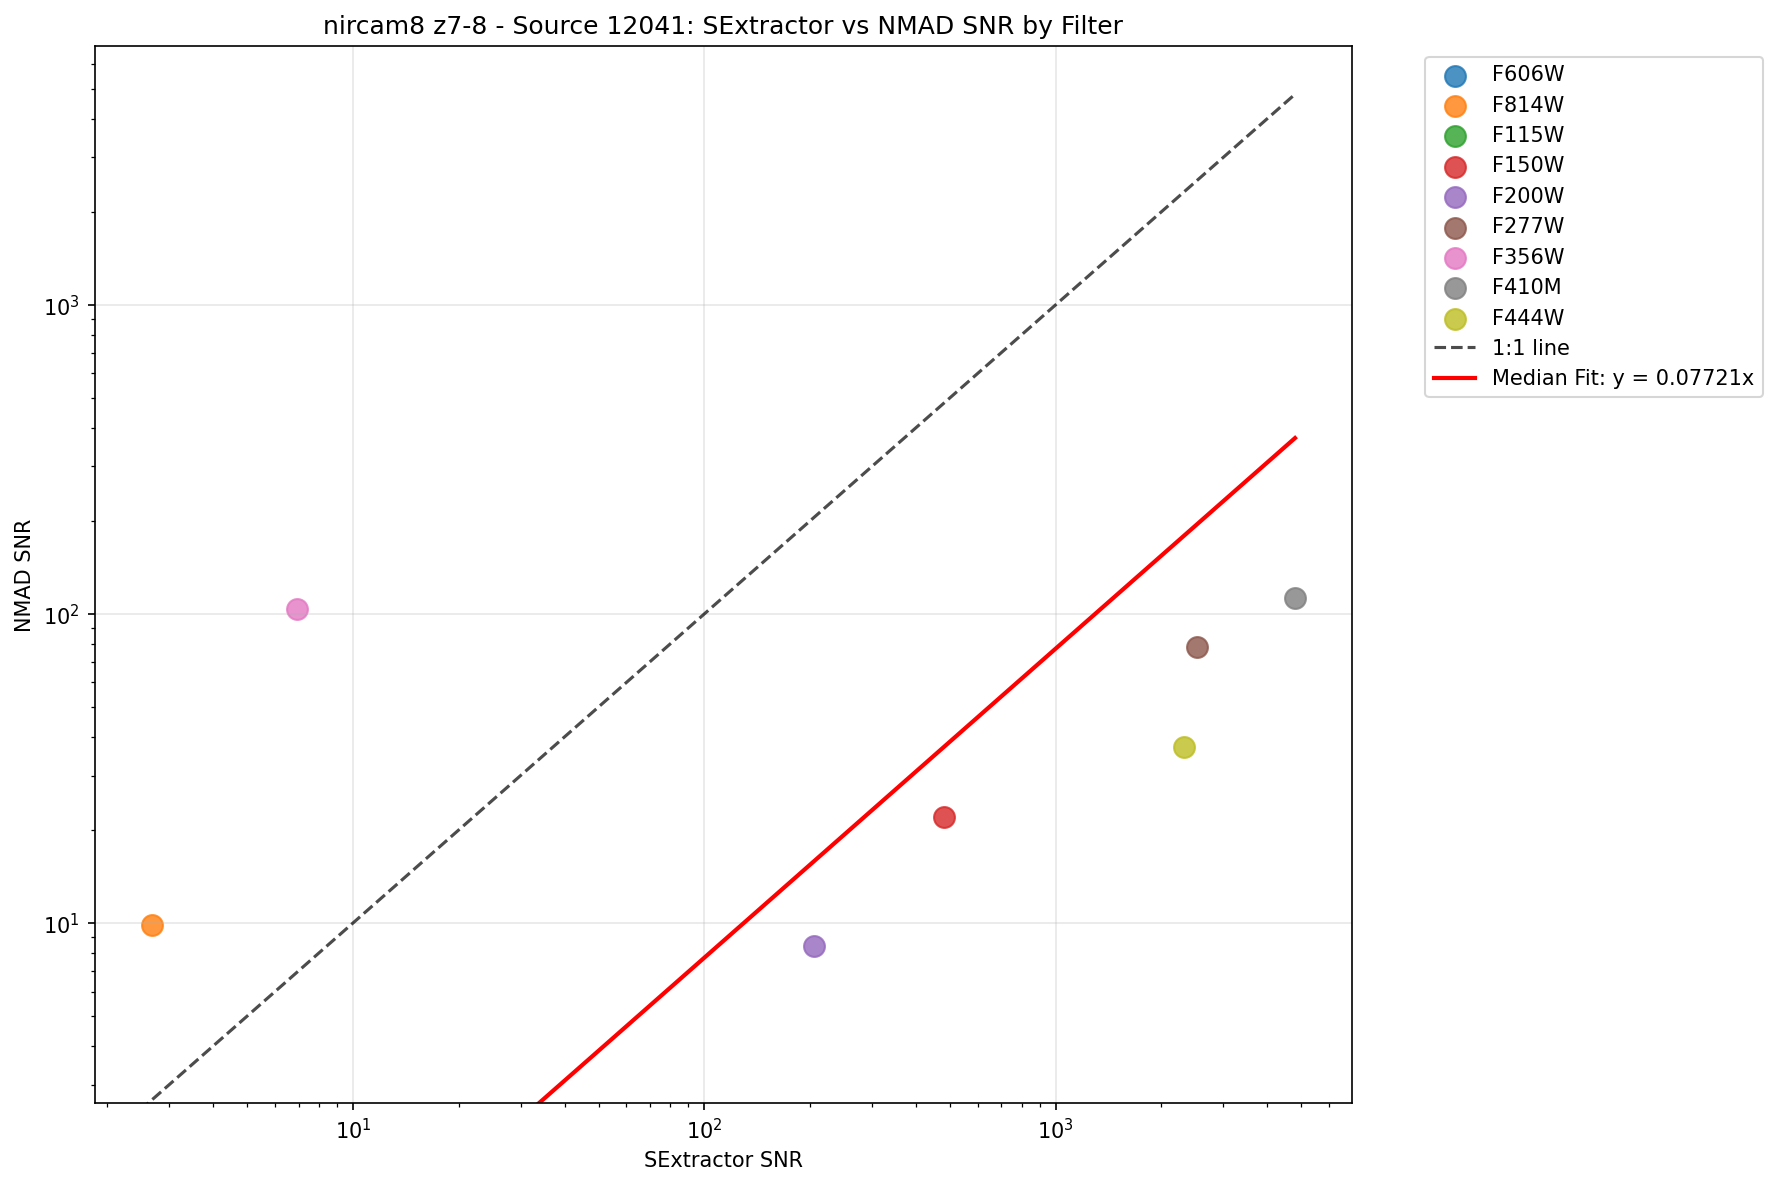 nircam8 z7-8 - Source 12041: SExtractor vs NMAD SNR by Filter
F606W
F814W
F115W
F150W
F200W
F277W
F356W
F410M
F444W
1:1 line
Median Fit: y = 0.07721x
NMAD SNR
10³
10²
10¹
10¹
10²
10³
SExtractor SNR